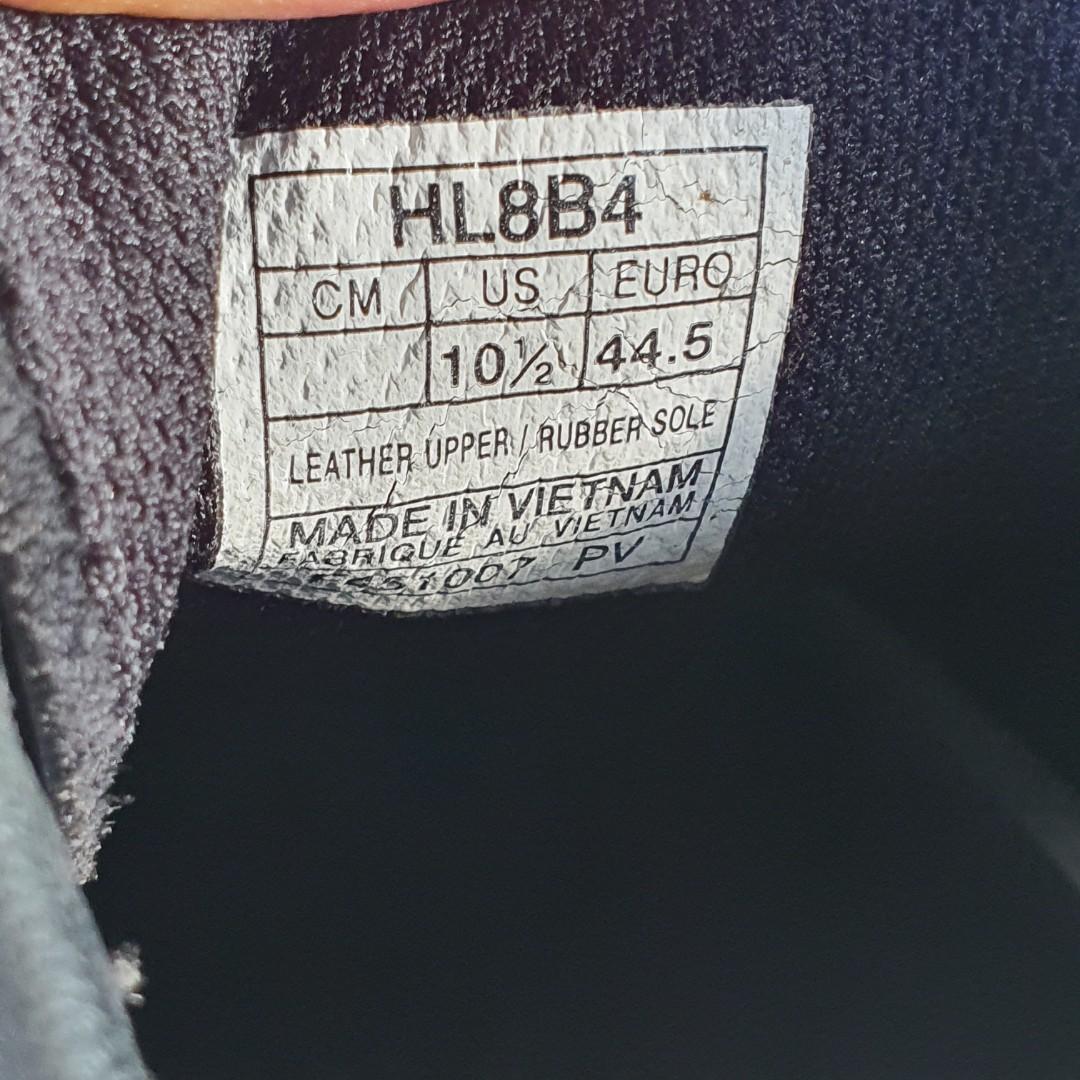 HL8B4
CM US EURO
10½ 44.5
LEATHER UPPER / RUBBER SOLE
MADE IN VIETNAM
FABRIQUE AU VIETNAM
PV